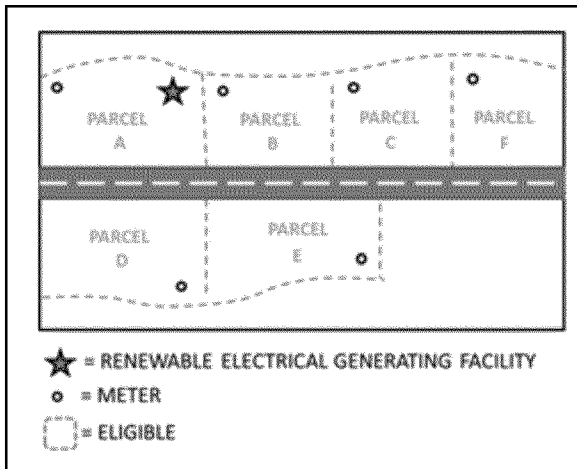 PARCEL
A
PARCEL
B
PARCEL
C
PARCEL
F
PARCEL
D
PARCEL
E
= RENEWABLE ELECTRICAL GENERATING FACILITY
= METER
= ELIGIBLE